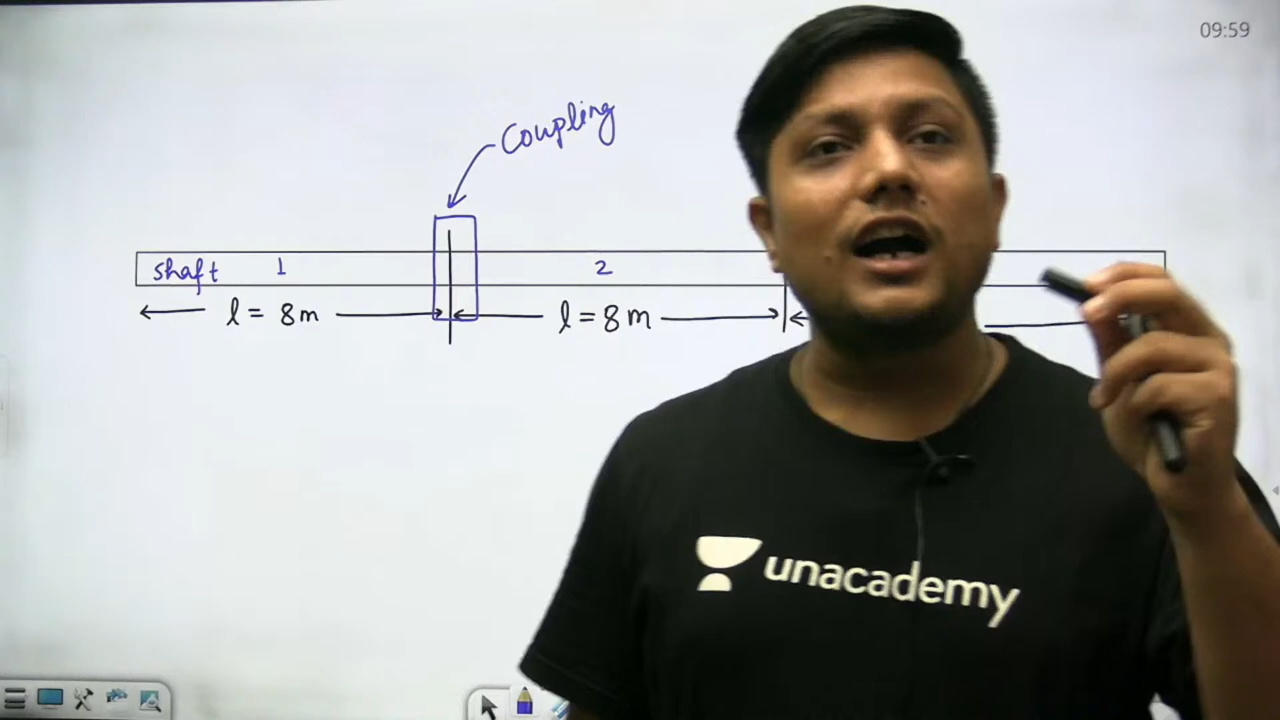 09:59
Coupling
shaft 1 2
l = 8m l = 8m
unacademy